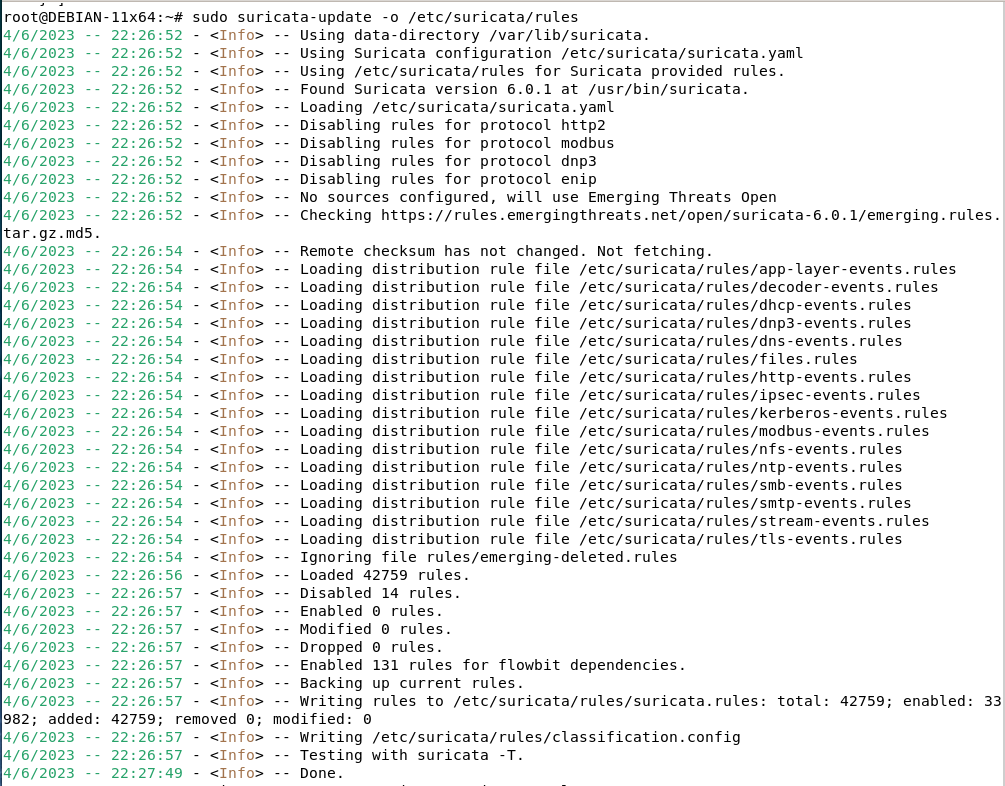 root@DEBIAN-11x64:~# sudo suricata-update -o /etc/suricata/rules
4/6/2023 -- 22:26:52 - <Info> -- Using data-directory /var/lib/suricata.
4/6/2023 -- 22:26:52 - <Info> -- Using Suricata configuration /etc/suricata/suricata.yaml
4/6/2023 -- 22:26:52 - <Info> -- Using /etc/suricata/rules for Suricata provided rules.
4/6/2023 -- 22:26:52 - <Info> -- Found Suricata version 6.0.1 at /usr/bin/suricata.
4/6/2023 -- 22:26:52 - <Info> -- Loading /etc/suricata/suricata.yaml
4/6/2023 -- 22:26:52 - <Info> -- Disabling rules for protocol http2
4/6/2023 -- 22:26:52 - <Info> -- Disabling rules for protocol modbus
4/6/2023 -- 22:26:52 - <Info> -- Disabling rules for protocol dnp3
4/6/2023 -- 22:26:52 - <Info> -- Disabling rules for protocol enip
4/6/2023 -- 22:26:52 - <Info> -- No sources configured, will use Emerging Threats Open
4/6/2023 -- 22:26:52 - <Info> -- Checking https://rules.emergingthreats.net/open/suricata-6.0.1/emerging.rules.
tar.gz.md5.
4/6/2023 -- 22:26:54 - <Info> -- Remote checksum has not changed. Not fetching.
4/6/2023 -- 22:26:54 - <Info> -- Loading distribution rule file /etc/suricata/rules/app-layer-events.rules
4/6/2023 -- 22:26:54 - <Info> -- Loading distribution rule file /etc/suricata/rules/decoder-events.rules
4/6/2023 -- 22:26:54 - <Info> -- Loading distribution rule file /etc/suricata/rules/dhcp-events.rules
4/6/2023 -- 22:26:54 - <Info> -- Loading distribution rule file /etc/suricata/rules/dnp3-events.rules
4/6/2023 -- 22:26:54 - <Info> -- Loading distribution rule file /etc/suricata/rules/dns-events.rules
4/6/2023 -- 22:26:54 - <Info> -- Loading distribution rule file /etc/suricata/rules/files.rules
4/6/2023 -- 22:26:54 - <Info> -- Loading distribution rule file /etc/suricata/rules/http-events.rules
4/6/2023 -- 22:26:54 - <Info> -- Loading distribution rule file /etc/suricata/rules/ipsec-events.rules
4/6/2023 -- 22:26:54 - <Info> -- Loading distribution rule file /etc/suricata/rules/kerberos-events.rules
4/6/2023 -- 22:26:54 - <Info> -- Loading distribution rule file /etc/suricata/rules/modbus-events.rules
4/6/2023 -- 22:26:54 - <Info> -- Loading distribution rule file /etc/suricata/rules/nfs-events.rules
4/6/2023 -- 22:26:54 - <Info> -- Loading distribution rule file /etc/suricata/rules/ntp-events.rules
4/6/2023 -- 22:26:54 - <Info> -- Loading distribution rule file /etc/suricata/rules/smb-events.rules
4/6/2023 -- 22:26:54 - <Info> -- Loading distribution rule file /etc/suricata/rules/smtp-events.rules
4/6/2023 -- 22:26:54 - <Info> -- Loading distribution rule file /etc/suricata/rules/stream-events.rules
4/6/2023 -- 22:26:54 - <Info> -- Loading distribution rule file /etc/suricata/rules/tls-events.rules
4/6/2023 -- 22:26:54 - <Info> -- Ignoring file rules/emerging-deleted.rules
4/6/2023 -- 22:26:56 - <Info> -- Loaded 42759 rules.
4/6/2023 -- 22:26:57 - <Info> -- Disabled 14 rules.
4/6/2023 -- 22:26:57 - <Info> -- Enabled 0 rules.
4/6/2023 -- 22:26:57 - <Info> -- Modified 0 rules.
4/6/2023 -- 22:26:57 - <Info> -- Dropped 0 rules.
4/6/2023 -- 22:26:57 - <Info> -- Enabled 131 rules for flowbit dependencies.
4/6/2023 -- 22:26:57 - <Info> -- Backing up current rules.
4/6/2023 -- 22:26:57 - <Info> -- Writing rules to /etc/suricata/rules/suricata.rules: total: 42759; enabled: 33
982; added: 42759; removed 0; modified: 0
4/6/2023 -- 22:26:57 - <Info> -- Writing /etc/suricata/rules/classification.config
4/6/2023 -- 22:26:57 - <Info> -- Testing with suricata -T.
4/6/2023 -- 22:27:49 - <Info> -- Done.